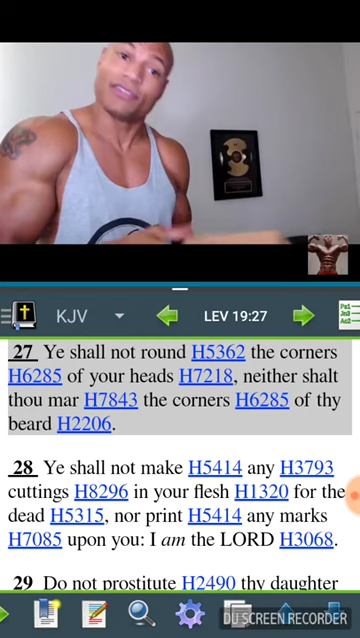 KJV LEV 19:27
27 Ye shall not round H5362 the corners
H6285 of your heads H7218, neither shalt
thou mar H7843 the corners H6285 of thy
beard H2206.
28 Ye shall not make H5414 any H3793
cuttings H8296 in your flesh H1320 for the
dead H5315, nor print H5414 any marks
H7085 upon you: I am the LORD H3068.
29 Do not prostitute H2490 thy daughter
DU SCREEN RECORDER